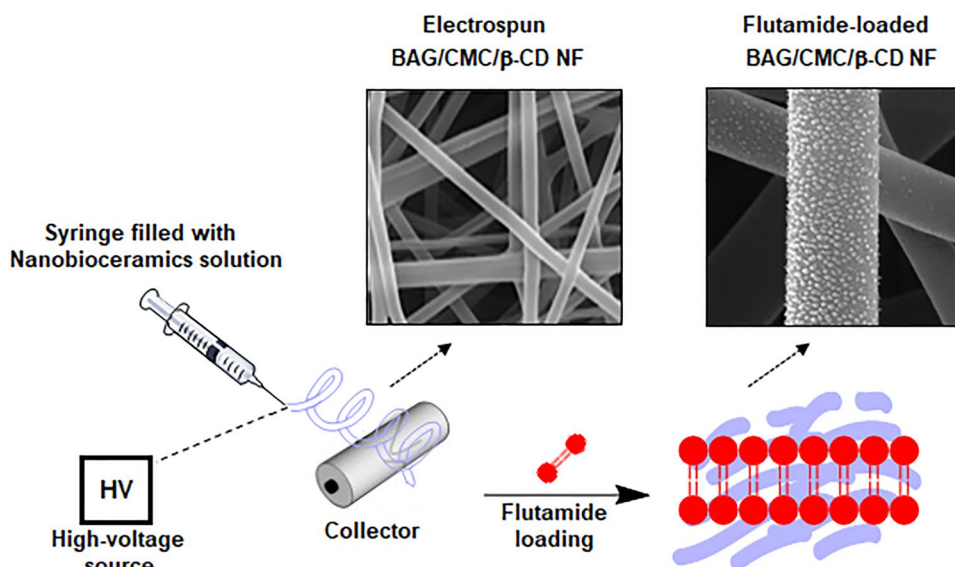 Electrospun
BAG/CMC/β-CD NF
Flutamide-loaded
BAG/CMC/β-CD NF
Syringe filled with
Nanobioceramics solution
HV
High-voltage
source
Collector
Flutamide
loading